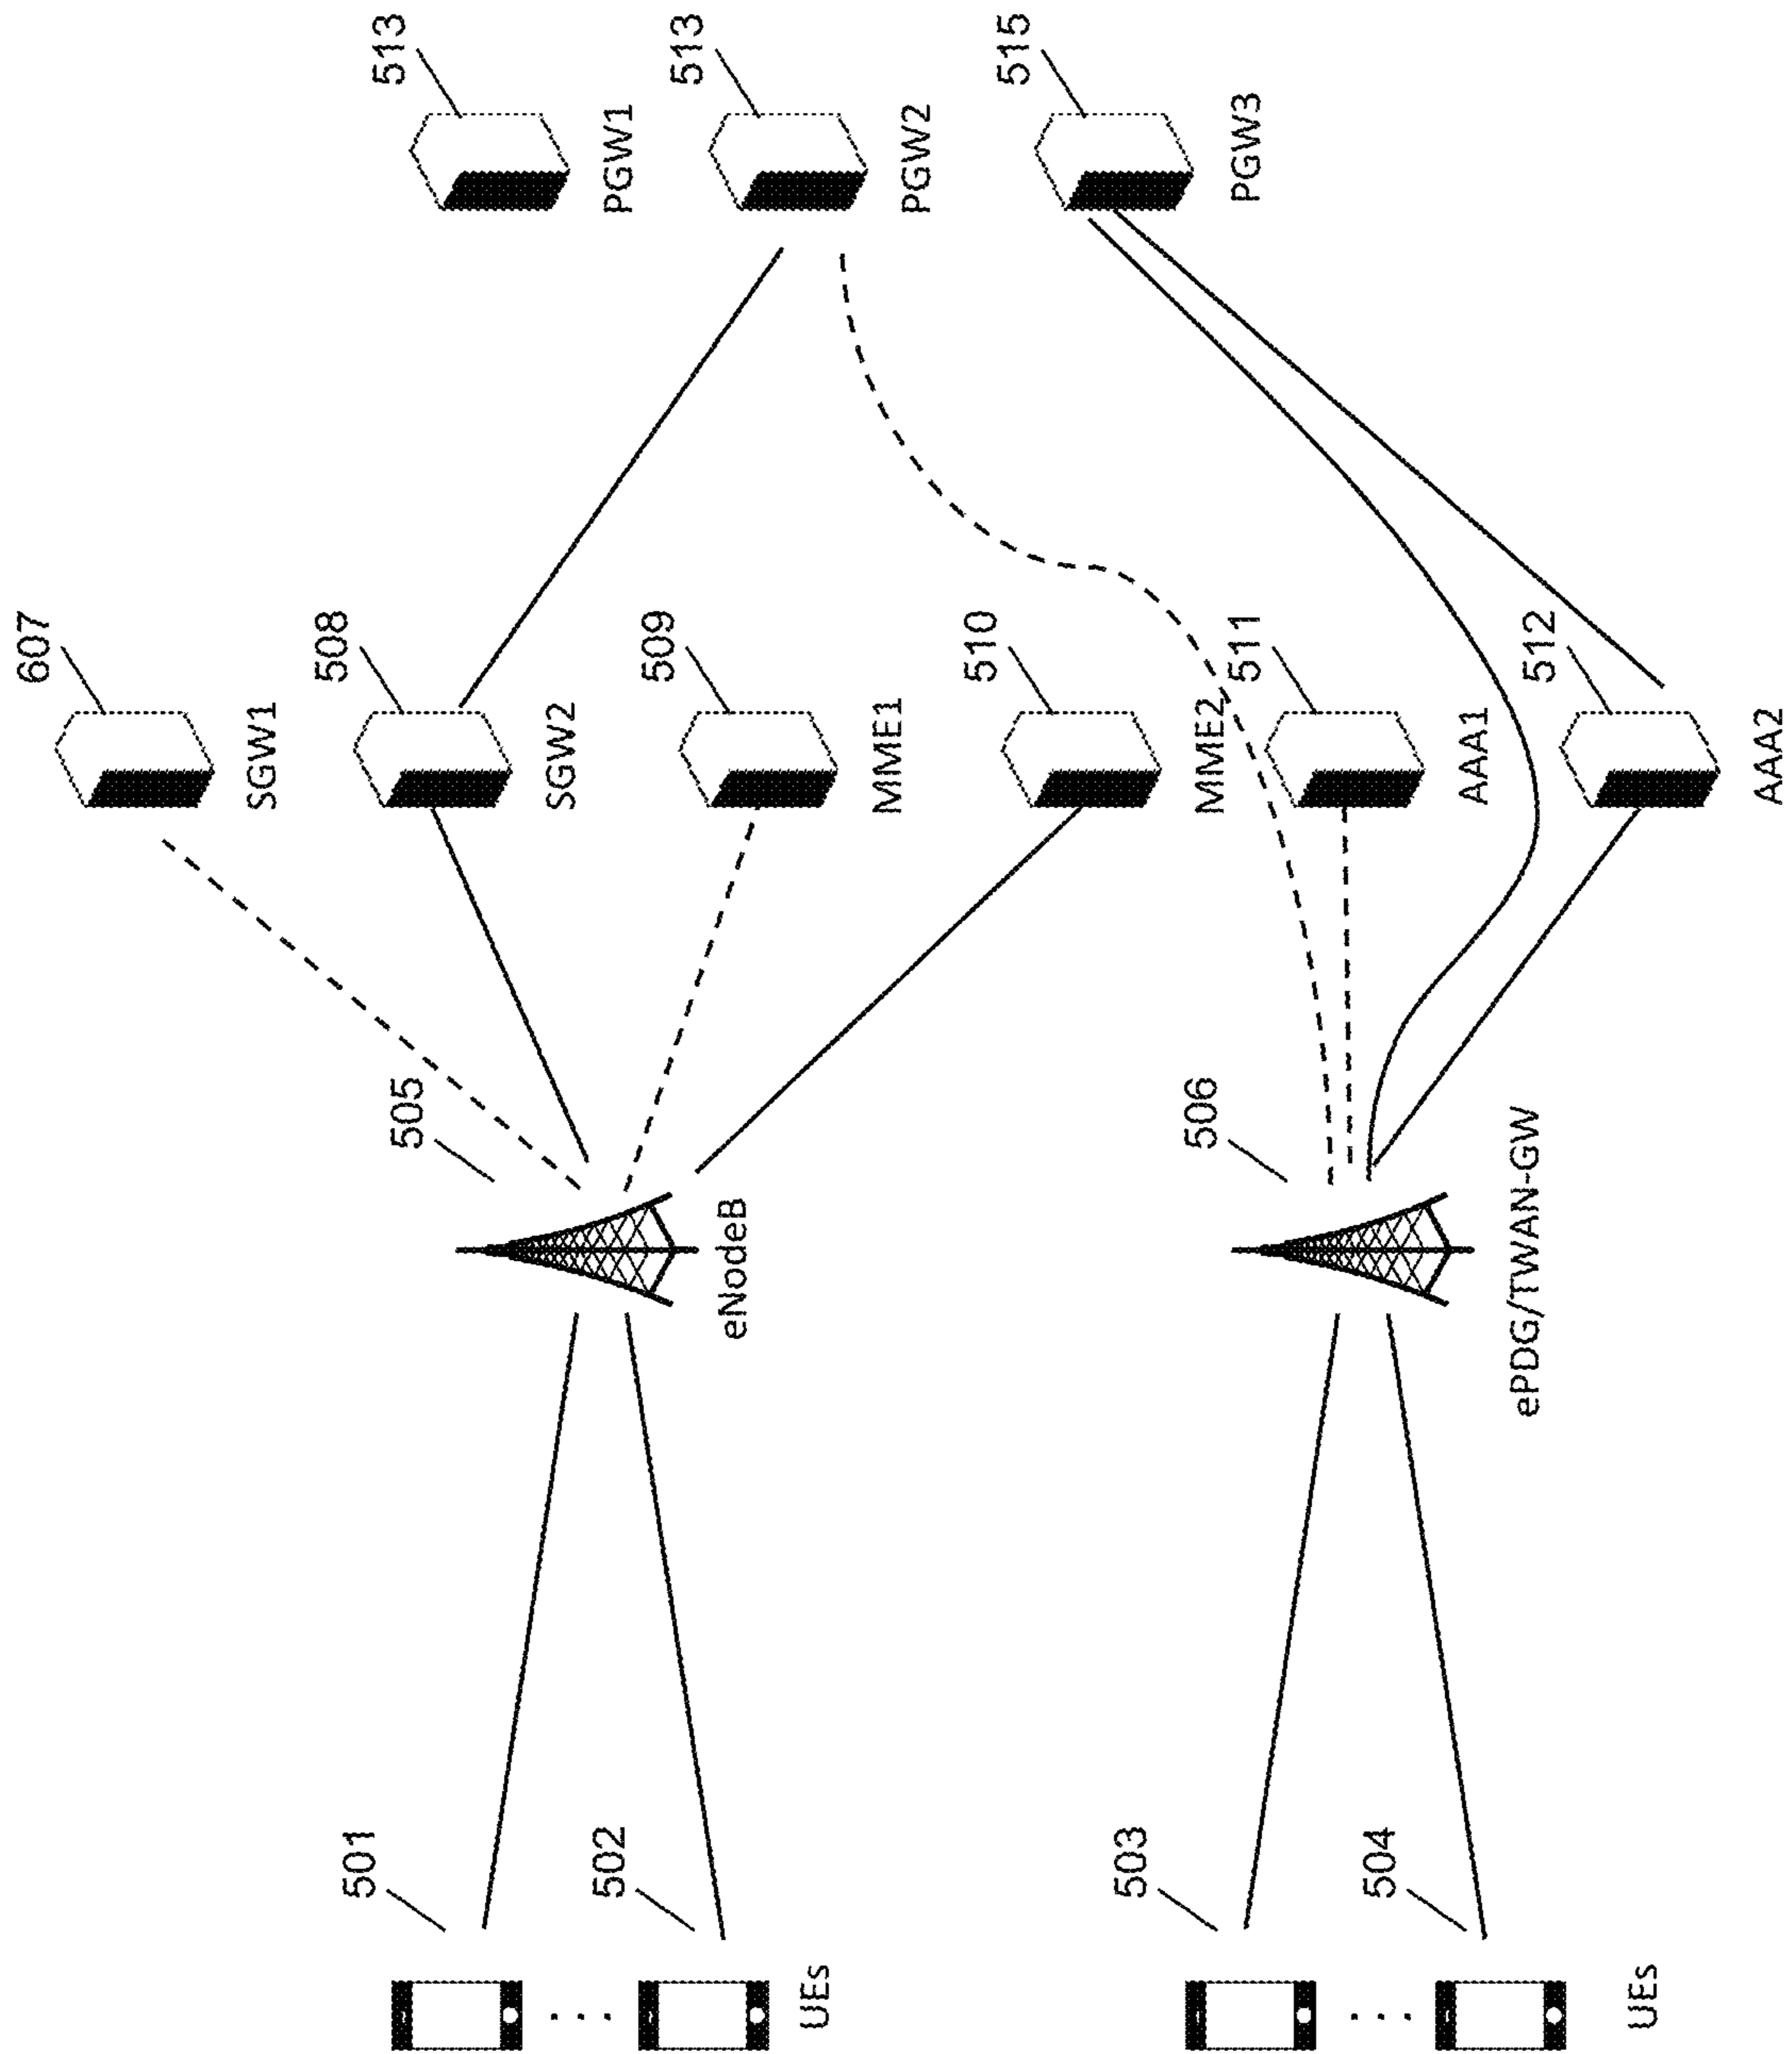 607
SGW1
508
SGW2
509
MME1
510
MME2
511
AAA1
512
AAA2
513
PGW1
513
PGW2
515
PGW3
505
eNodeB
506
ePDG/TWAN-GW
501
502
UEs
503
504
UEs